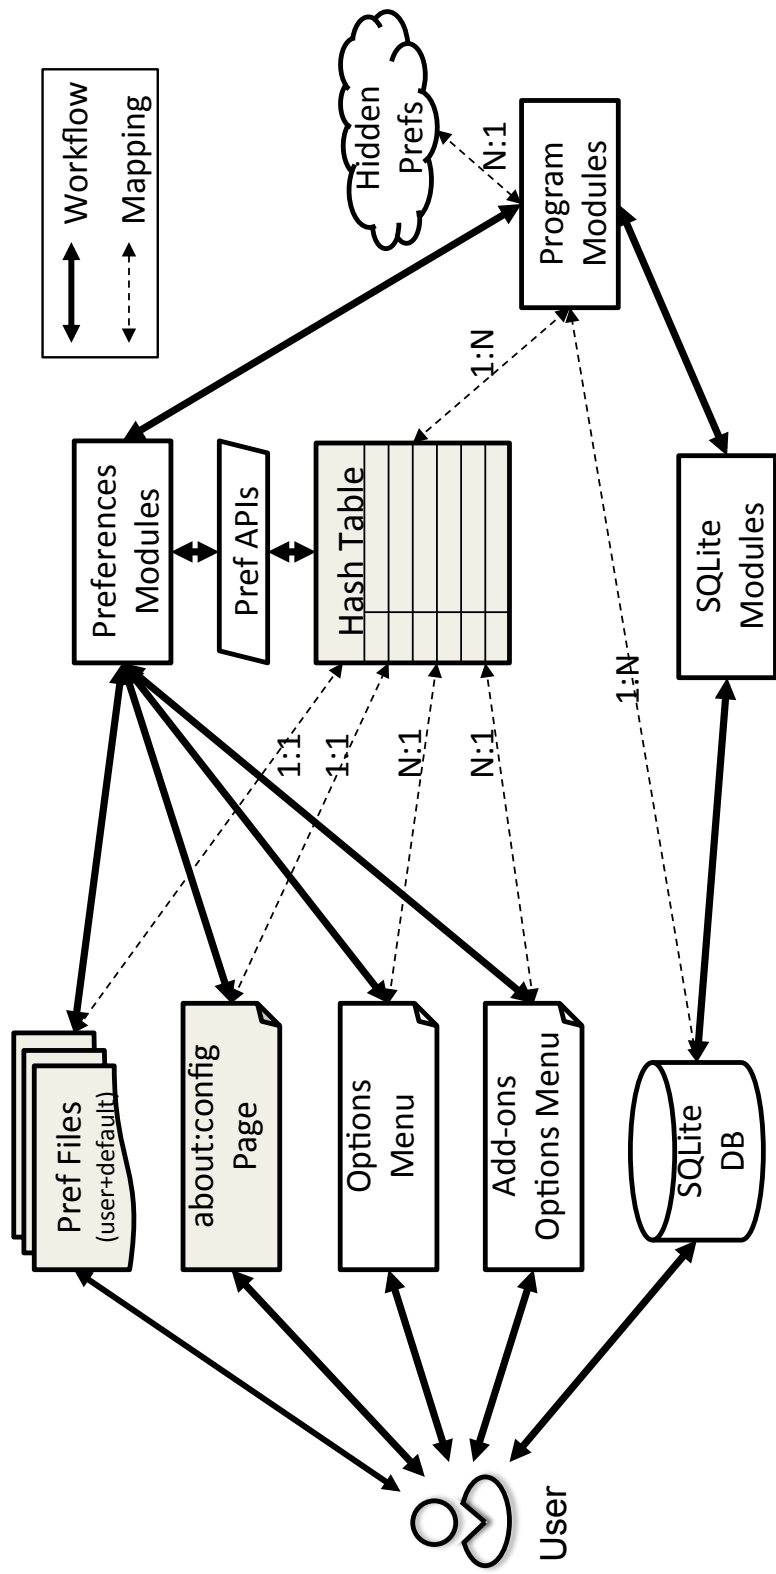 Workflow
Mapping
Hidden
Prefs
N:1
Program
Modules
1:N
Preferences
Modules
Pref APIs
Hash Table
1:1
1:1
N:1
N:1
1:N
SQLite
Modules
Pref Files
(user+default)
about:config
Page
Options
Menu
Add-ons
Options Menu
SQLite
DB
User